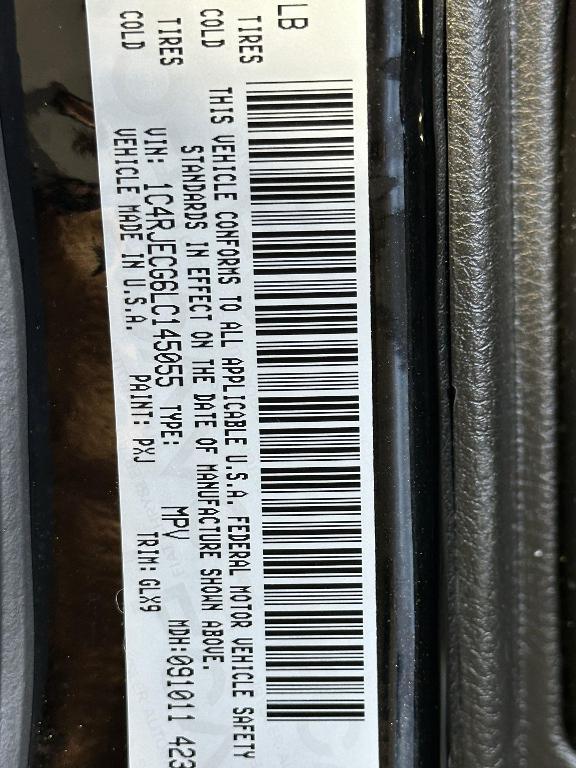 LB
TIRES COLD
TIRES COLD
THIS VEHICLE CONFORMS TO ALL APPLICABLE U.S.A. FEDERAL MOTOR VEHICLE SAFETY
STANDARDS IN EFFECT ON THE DATE OF MANUFACTURE SHOWN ABOVE.
VIN: 1C4RJECG6LC145055 TYPE: MPV MDH:091011 423
VEHICLE MADE IN U.S.A. PAINT: PXJ TRIM: GLX9